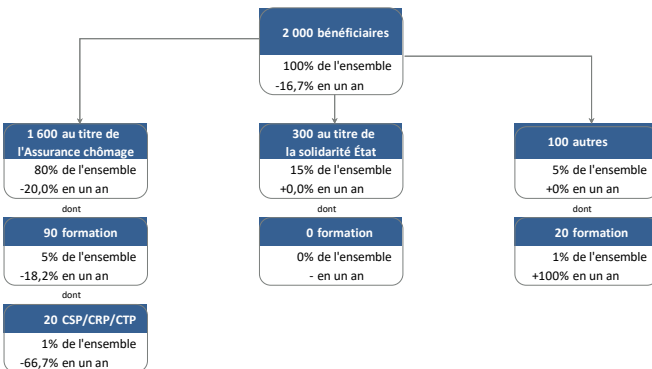 2 000 bénéficiaires
100% de l'ensemble
-16,7% en un an
1 600 au titre de
l'Assurance chômage
80% de l'ensemble
-20,0% en un an
dont
90 formation
5% de l'ensemble
-18,2% en un an
dont
20 CSP/CRP/CTP
1% de l'ensemble
-66,7% en un an
300 au titre de
la solidarité État
15% de l'ensemble
+0,0% en un an
dont
0 formation
0% de l'ensemble
- en un an
100 autres
5% de l'ensemble
+0% en un an
dont
20 formation
1% de l'ensemble
+100% en un an